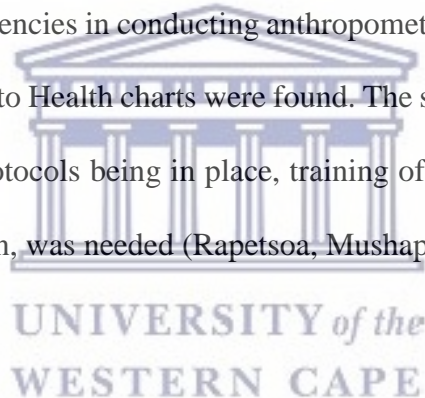 encies in conducting anthropomet
to Health charts were found. The s
otocols being in place, training of
, was needed (Rapetsoa, Mushap
UNIVERSITY of the
WESTERN CAPE